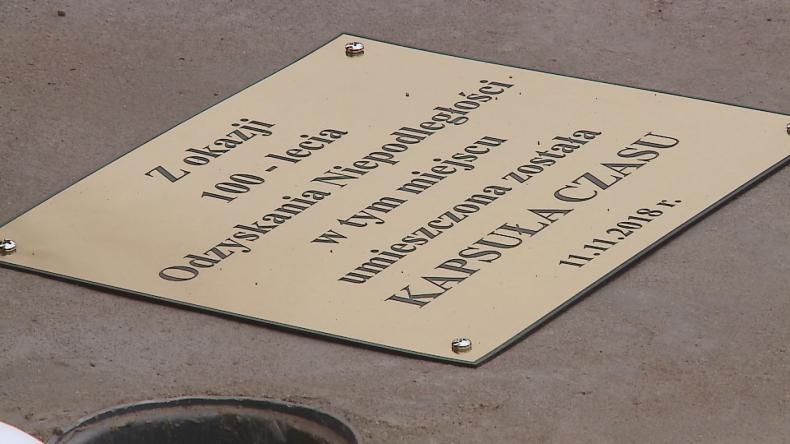 Z okazji
100 - lecia
Odzyskania Niepodległości
w tym miejscu
umieszczona została
KAPSUŁA CZASU
11.11.2018 r.